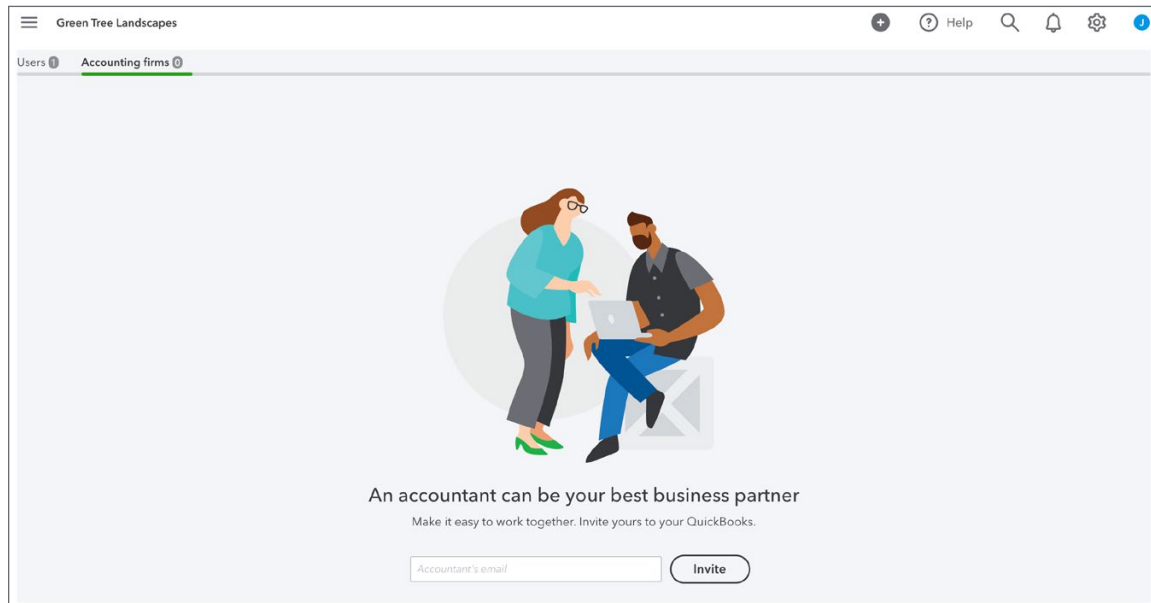 Green Tree Landscapes
Help
J
Users 1 Accounting firms 0
An accountant can be your best business partner
Make it easy to work together. Invite yours to your QuickBooks.
Accountant's email Invite